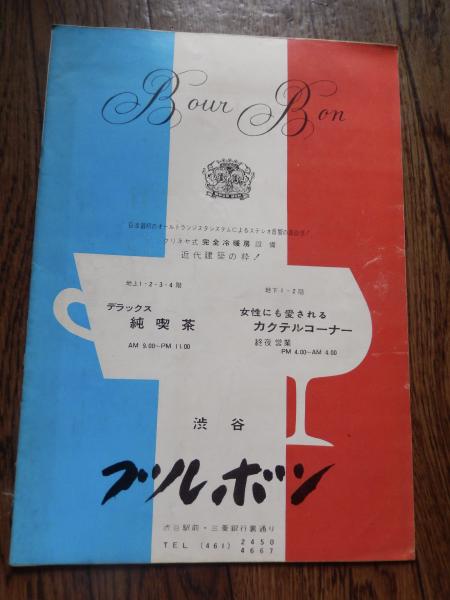 Bour Bon
日本最初のオールトランジスタシステムによるステレオ音響の
クリネヤ式 完全冷暖房 設備
近代建築の粋!
地上1・2・3・4階
デラックス
純喫茶
AM 9.00~PM 11.00
地下1・2階
女性にも愛される
カクテルコーナー
終夜営業
PM 4.00~AM 4.00
渋谷
ブルボン
渋谷駅前・三菱銀行裏通り
TEL (461) 2450
4667